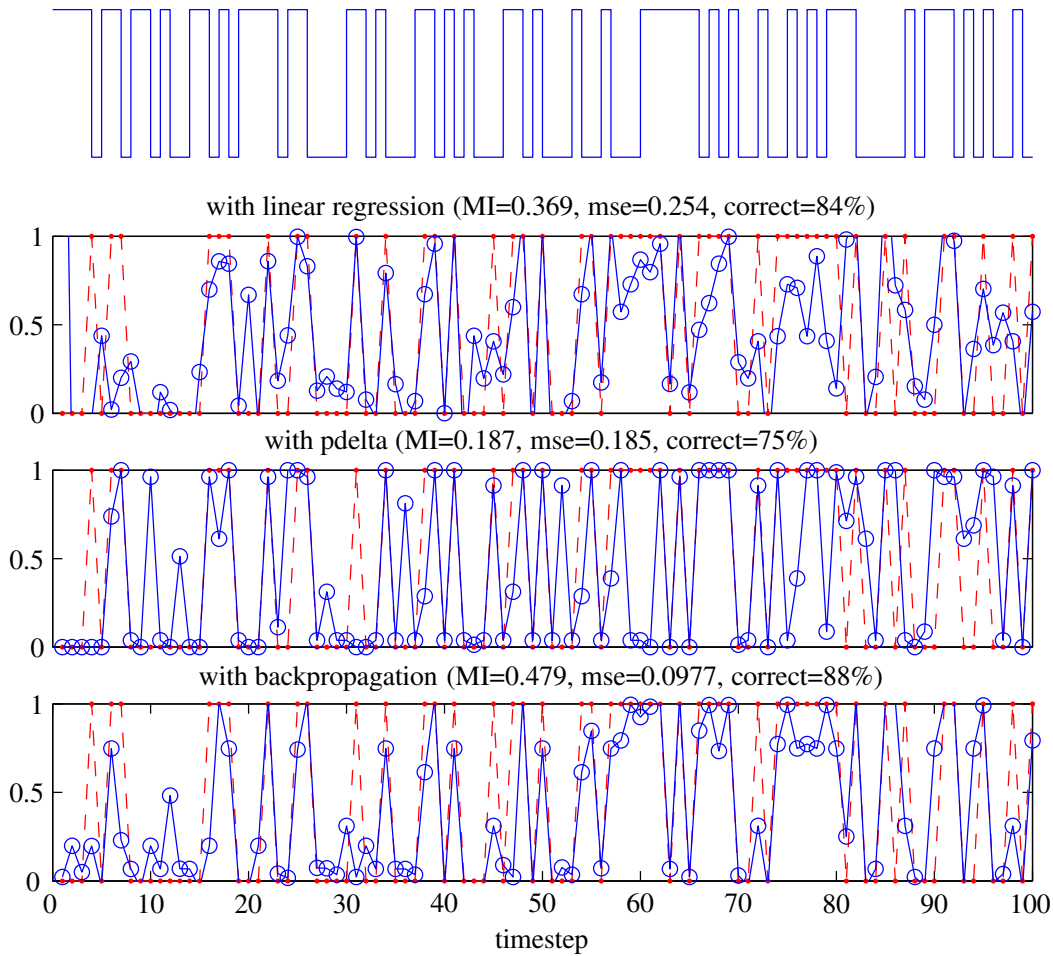 with linear regression (MI=0.369, mse=0.254, correct=84%)
1
0.5
0
with pdelta (MI=0.187, mse=0.185, correct=75%)
1
0.5
0
with backpropagation (MI=0.479, mse=0.0977, correct=88%)
1
0.5
0
0 10 20 30 40 50 60 70 80 90 100
timestep